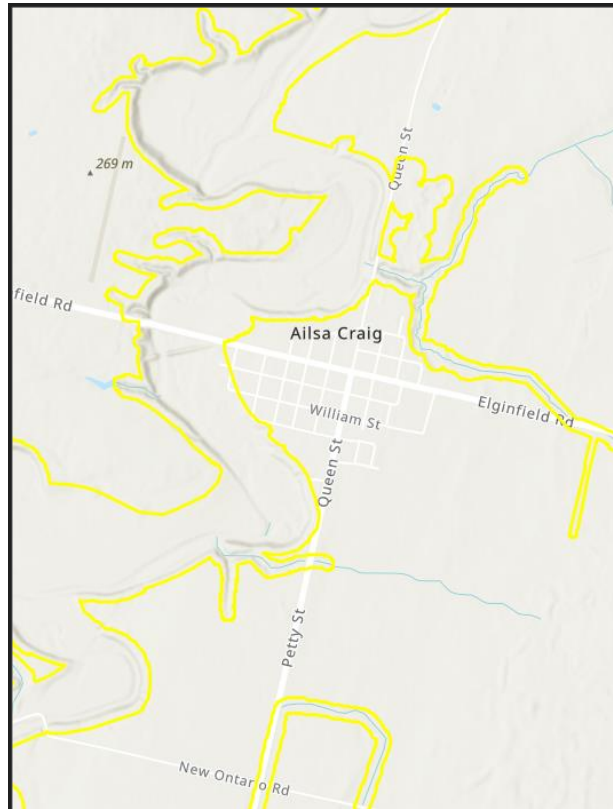 Queen St
269 m
field Rd
Ailsa Craig
William St
Elginfield Rd
Queen St
Petty St
New Ontario Rd